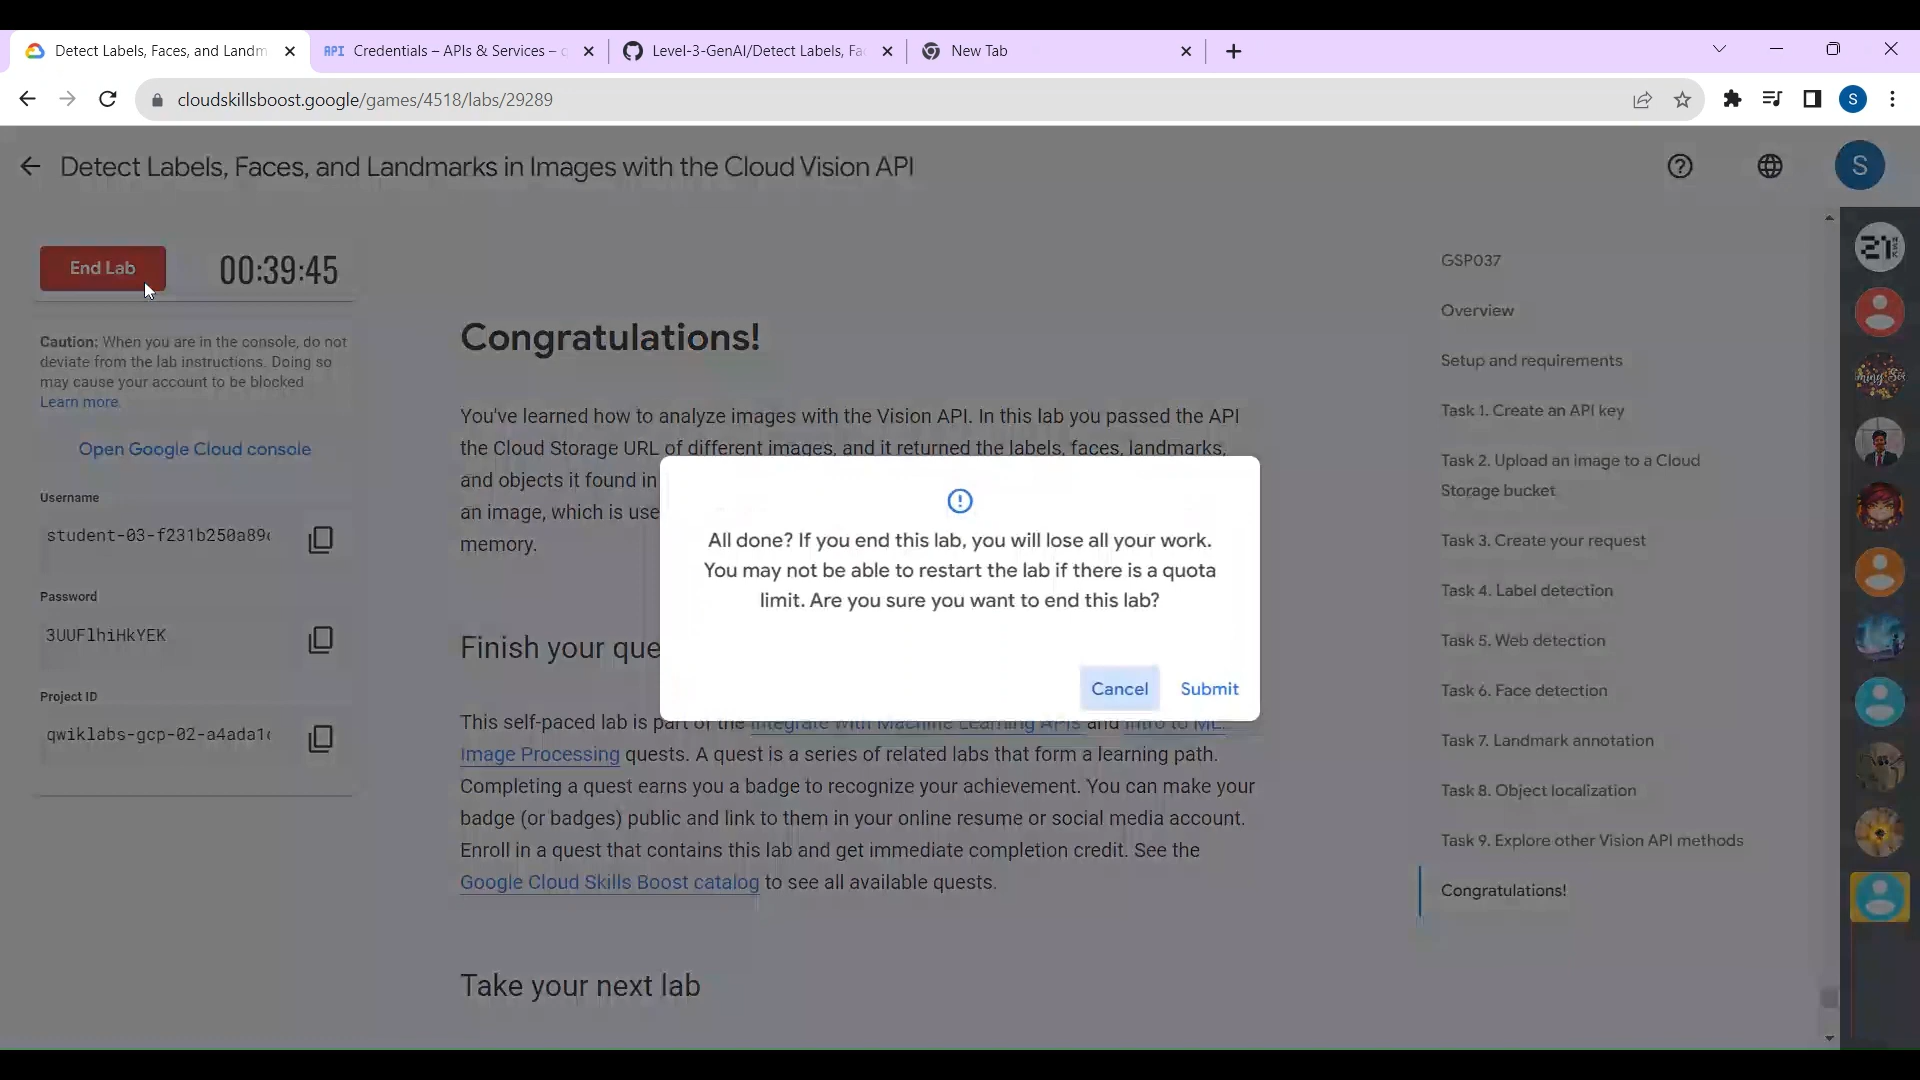 Detect Labels, Faces, and Landm
API Credentials – APIs & Services –
Level-3-GenAI/Detect Labels, Fa
New Tab
cloudskillsboost.google/games/4518/labs/29289
S
Detect Labels, Faces, and Landmarks in Images with the Cloud Vision API
S
End Lab
00:39:45
Caution: When you are in the console, do not
deviate from the lab instructions. Doing so
may cause your account to be blocked.
Learn more.
Open Google Cloud console
Username
student-03-f231b250a89
Password
3UUFlhiHkYEK
Project ID
qwiklabs-gcp-02-a4ada1
Congratulations!
You've learned how to analyze images with the Vision API. In this lab you passed the API
the Cloud Storage URL of different images, and it returned the labels, faces, landmarks,
and objects it found in
an image, which is use
memory.
Finish your que
This self-paced lab is part of the Integrate with Machine Learning APIs and Intro to ML:
Image Processing quests. A quest is a series of related labs that form a learning path.
Completing a quest earns you a badge to recognize your achievement. You can make your
badge (or badges) public and link to them in your online resume or social media account.
Enroll in a quest that contains this lab and get immediate completion credit. See the
Google Cloud Skills Boost catalog to see all available quests.
Take your next lab
All done? If you end this lab, you will lose all your work.
You may not be able to restart the lab if there is a quota
limit. Are you sure you want to end this lab?
Cancel Submit
GSP037
Overview
Setup and requirements
Task 1. Create an API key
Task 2. Upload an image to a Cloud
Storage bucket
Task 3. Create your request
Task 4. Label detection
Task 5. Web detection
Task 6. Face detection
Task 7. Landmark annotation
Task 8. Object localization
Task 9. Explore other Vision API methods
Congratulations!
21